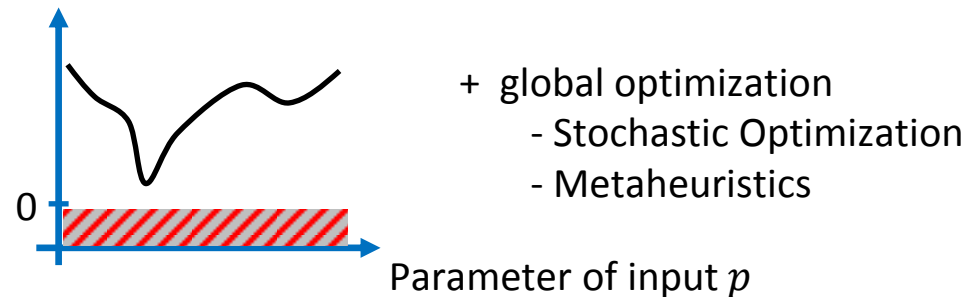 + global optimization
- Stochastic Optimization
- Metaheuristics
0
Parameter of input p